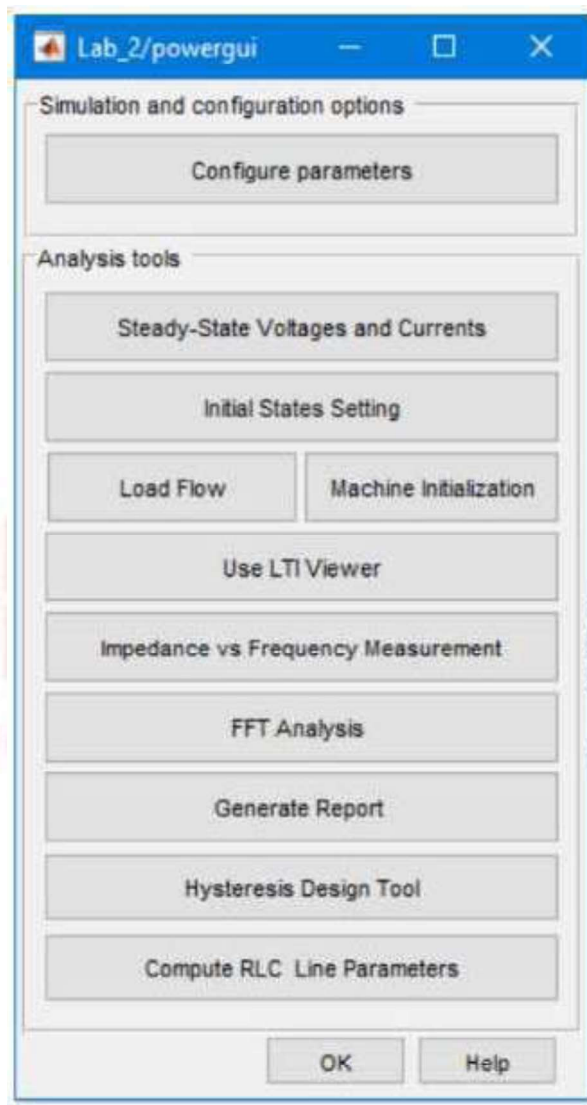 Lab_2/powergui
Simulation and configuration options
Configure parameters
Analysis tools
Steady-State Voltages and Currents
Initial States Setting
Load Flow
Machine Initialization
Use LTI Viewer
Impedance vs Frequency Measurement
FFT Analysis
Generate Report
Hysteresis Design Tool
Compute RLC Line Parameters
OK
Help